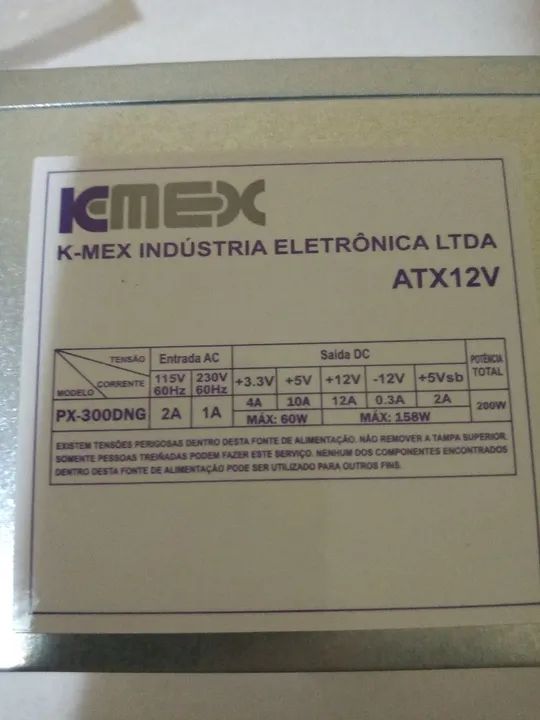 K-MEX
K-MEX INDÚSTRIA ELETRÔNICA LTDA
ATX12V
TENSÃO
CORRENTE
MODELO
Entrada AC
Saída DC
POTÊNCIA TOTAL
115V 60Hz
230V 60Hz
+3.3V
+5V
+12V
-12V
+5Vsb
PX-300DNG
2A
1A
4A
10A
12A
0.3A
2A
200W
MÁX: 60W
MÁX: 158W
EXISTEM TENSÕES PERIGOSAS DENTRO DESTA FONTE DE ALIMENTAÇÃO. NÃO REMOVER A TAMPA SUPERIOR.
SOMENTE PESSOAS TREIÑADAS PODEM FAZER ESTE SERVIÇO. NENHUM DOS COMPONENTES ENCONTRADOS
DENTRO DESTA FONTE DE ALIMENTAÇÃO PODE SER UTILIZADO PARA OUTROS FINS.